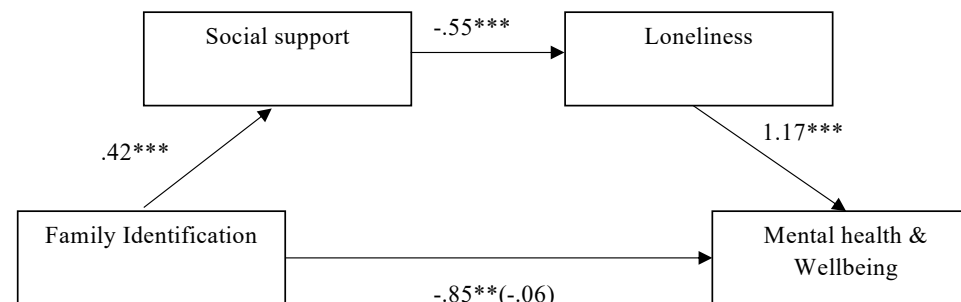 Social support
-.55***
Loneliness
.42***
1.17***
Family Identification
Mental health &
Wellbeing
-.85**(-.06)